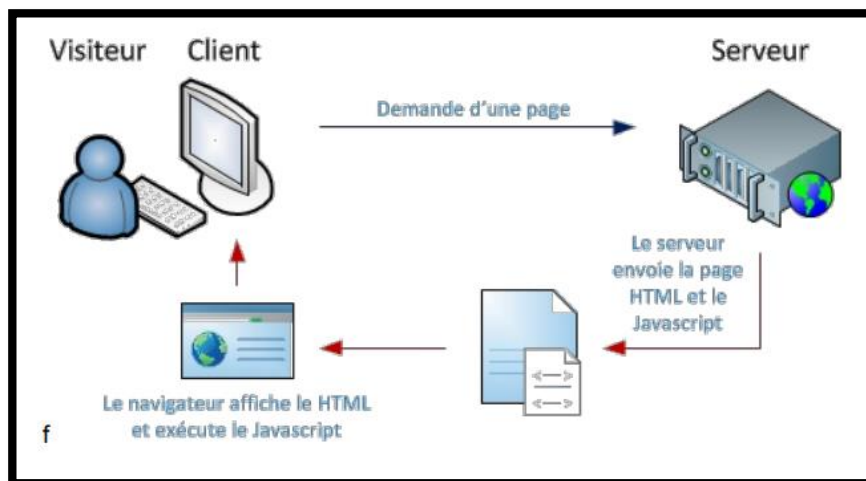 Visiteur
Client
Serveur
Demande d'une page
Le serveur
envoie la page
HTML et le
Javascript
Le navigateur affiche le HTML
et exécute le Javascript
f